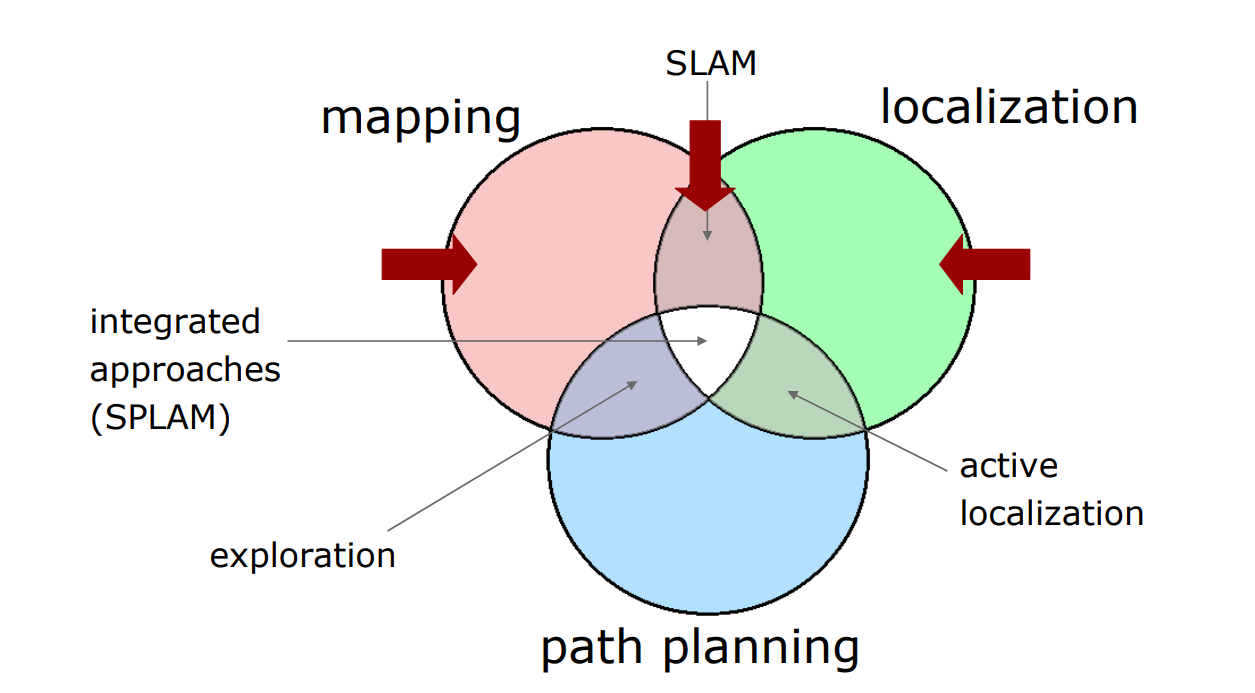 SLAM
mapping
localization
integrated
approaches
(SPLAM)
active
localization
exploration
path planning